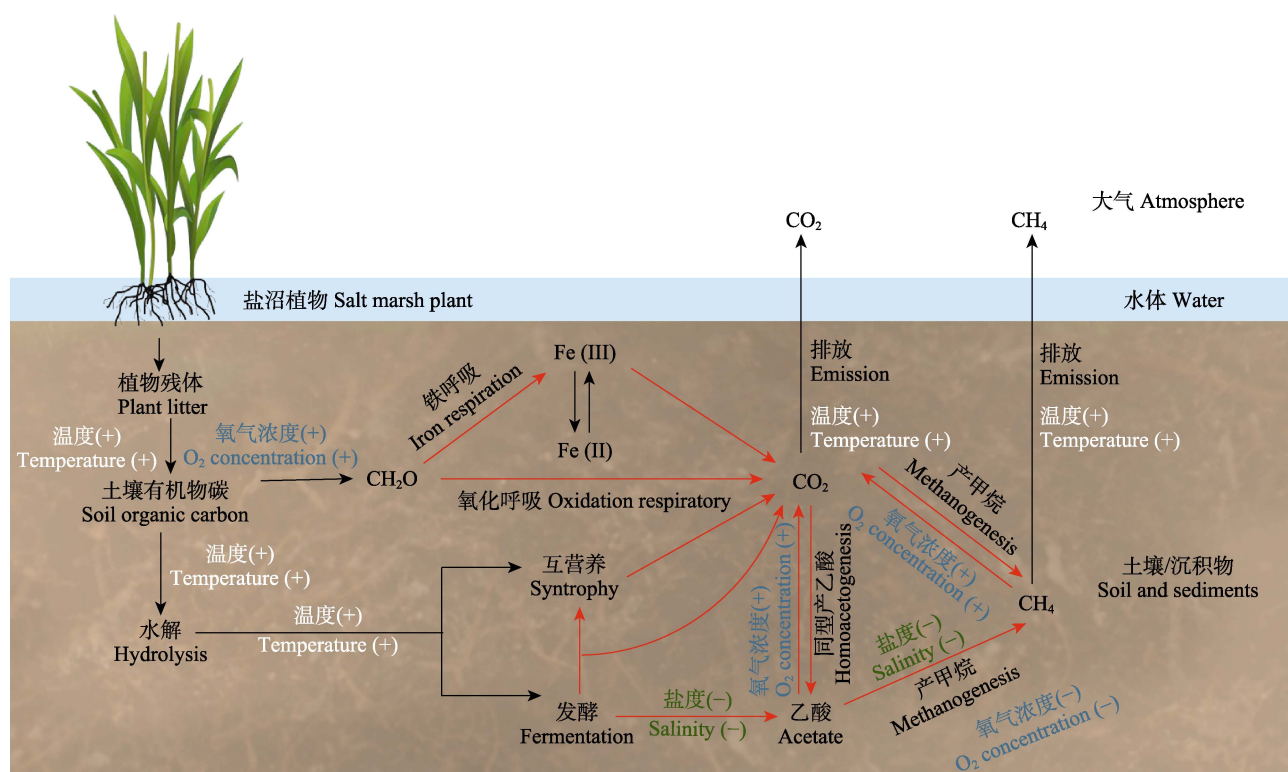 大气 Atmosphere
CO₂
CH₄
盐沼植物 Salt marsh plant
水体 Water
植物残体
Plant litter
温度(+)
Temperature (+)
氧气浓度(+)
O₂ concentration (+)
土壤有机物碳
Soil organic carbon
CH₂O
铁呼吸
Iron respiration
Fe (III)
Fe (II)
氧化呼吸 Oxidation respiratory
CO₂
排放
Emission
温度(+)
Temperature (+)
排放
Emission
温度(+)
Temperature (+)
产甲烷
Methanogenesis
氧气浓度(+)
O₂ concentration (+)
CH₄
土壤/沉积物
Soil and sediments
温度(+)
Temperature (+)
水解
Hydrolysis
温度(+)
Temperature (+)
互营养
Syntrophy
发酵
Fermentation
盐度(−)
Salinity (−)
氧气浓度(+)
O₂ concentration (+)
同型产乙酸
Homoacetogenesis
乙酸
Acetate
盐度(−)
Salinity (−)
产甲烷
Methanogenesis
氧气浓度(−)
O₂ concentration (−)